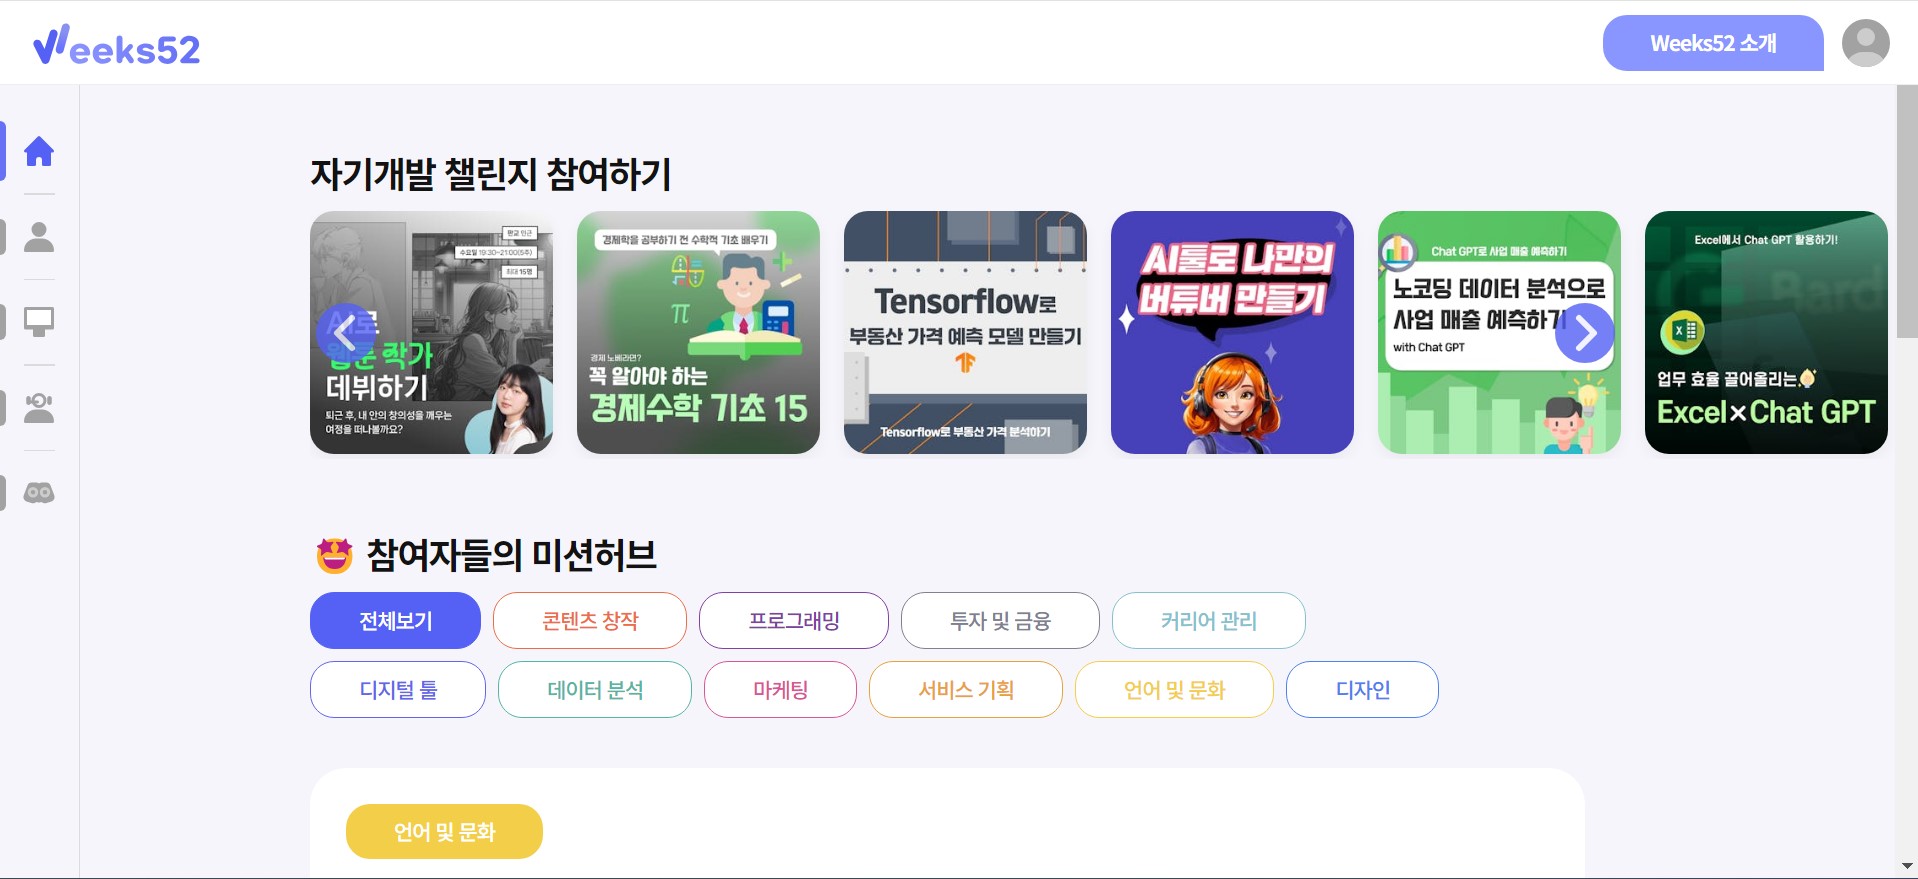 Weeks52
Weeks52 소개
자기개발 챌린지 참여하기
판교 인근
수요일 19:30~21:00(5주)
최대 15명
AI로
웹툰 작가
데뷔하기
퇴근 후, 내 안의 창의성을 깨우는
여정을 떠나볼까요?
경제학을 공부하기 전 수학적 기초 배우기
π
경제 노베라면?
꼭 알아야 하는
경제수학 기초 15
Tensorflow로
부동산 가격 예측 모델 만들기
Tensorflow로 부동산 가격 분석하기
AI툴로 나만의
버튜버 만들기
Chat GPT로 사업 매출 예측하기
노코딩 데이터 분석으로
사업 매출 예측하기
with Chat GPT
Excel에서 Chat GPT 활용하기!
Bard
업무 효율 끌어올리는
Excel×Chat GPT
참여자들의 미션허브
전체보기
콘텐츠 창작
프로그래밍
투자 및 금융
커리어 관리
디지털 툴
데이터 분석
마케팅
서비스 기획
언어 및 문화
디자인
언어 및 문화